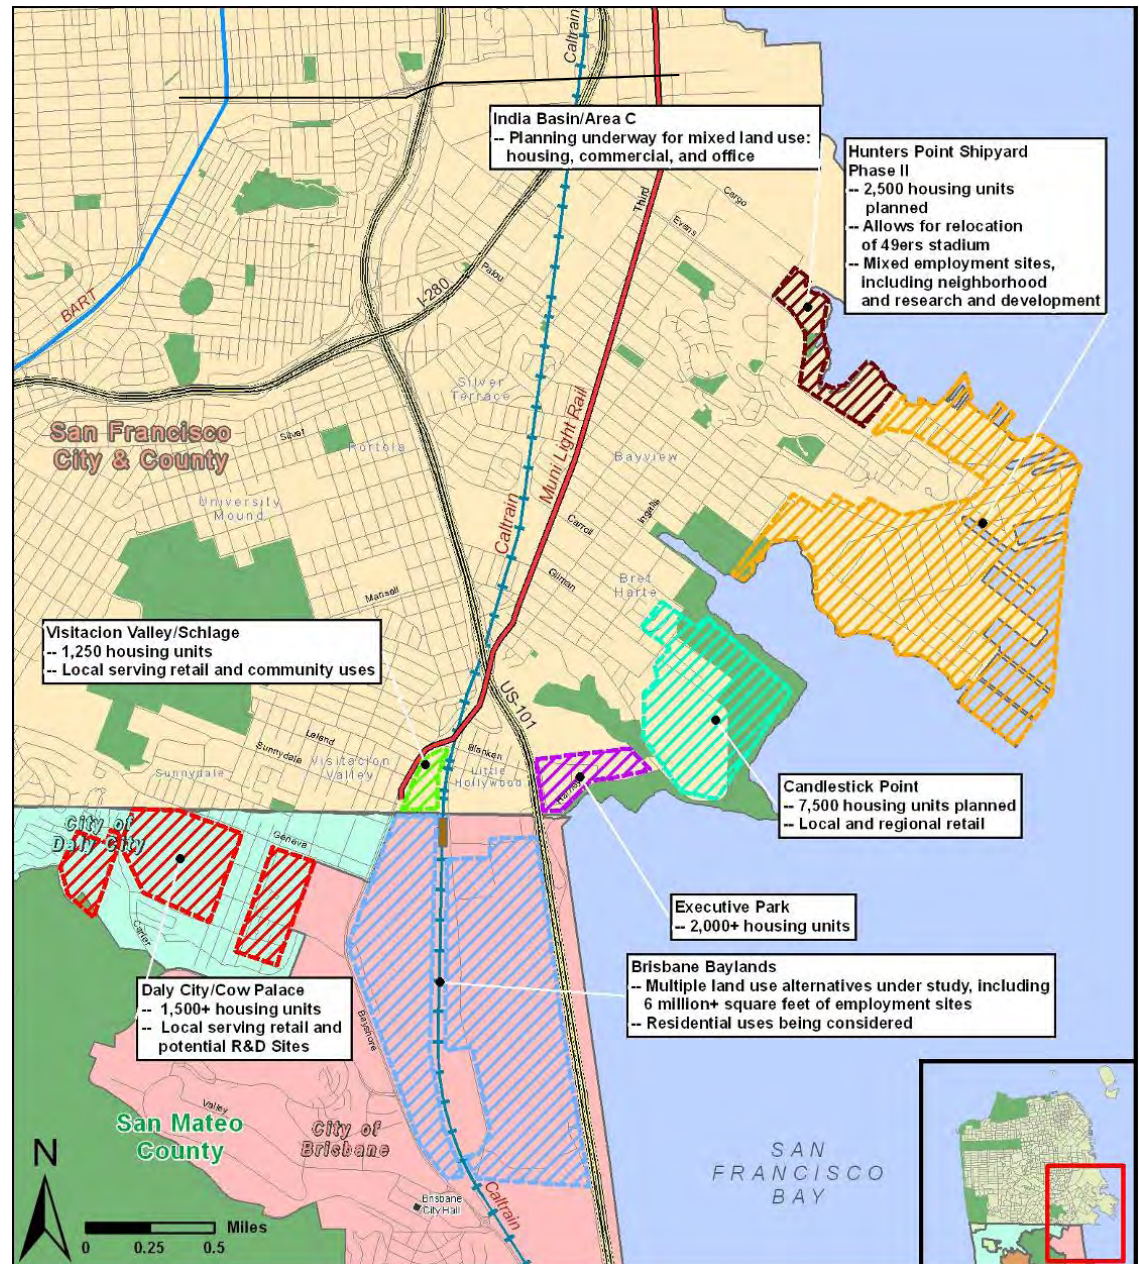 Caltrain
India Basin/Area C
-- Planning underway for mixed land use:
housing, commercial, and office
Hunters Point Shipyard
Phase II
-- 2,500 housing units
planned
-- Allows for relocation
of 49ers stadium
-- Mixed employment sites,
including neighborhood
and research and development
Cargo
Third
Evans
Palou
I-280
BART
Silver
Terrace
San Francisco
City & County
Silver
Portola
Muni Light Rail
Bayview
University
Mound
Caltrain
Carroll
Ingalls
Gilman
Bret
Harte
Mansell
Visitacion Valley/Schlage
-- 1,250 housing units
-- Local serving retail and community uses
US-101
Leland
Sunnydale
Visitacion
Valley
Sunnydale
Blanken
Little
Hollywood
Harney
Candlestick Point
-- 7,500 housing units planned
-- Local and regional retail
City of
Daly City
Geneva
Carter
Executive Park
-- 2,000+ housing units
Brisbane Baylands
-- Multiple land use alternatives under study, including
6 million+ square feet of employment sites
-- Residential uses being considered
Daly City/Cow Palace
-- 1,500+ housing units
-- Local serving retail and
potential R&D Sites
Bayshore
Valley
San Mateo
County
City of
Brisbane
SAN
FRANCISCO
BAY
Brisbane
City Hall
Caltrain
N
Miles
0 0.25 0.5